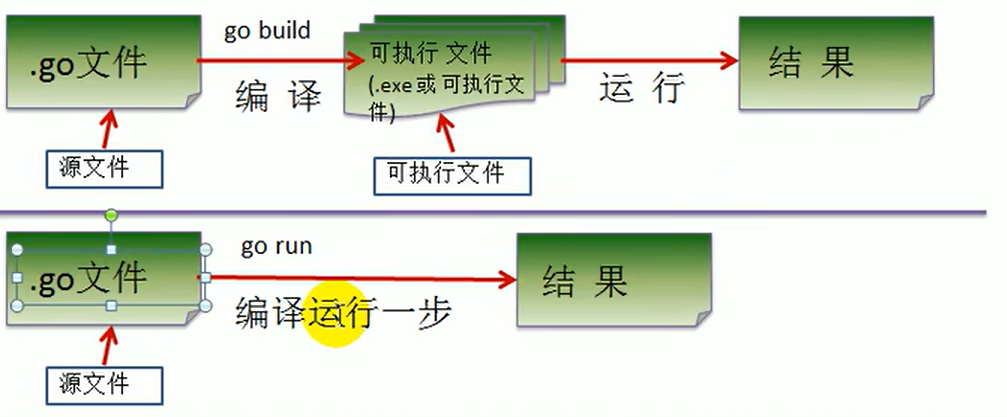 .go文件
go build
编 译
可执行 文件
(.exe或 可执行文
件)
运 行
结 果
源文件
可执行文件
.go文件
go run
编译运行一步
结 果
源文件